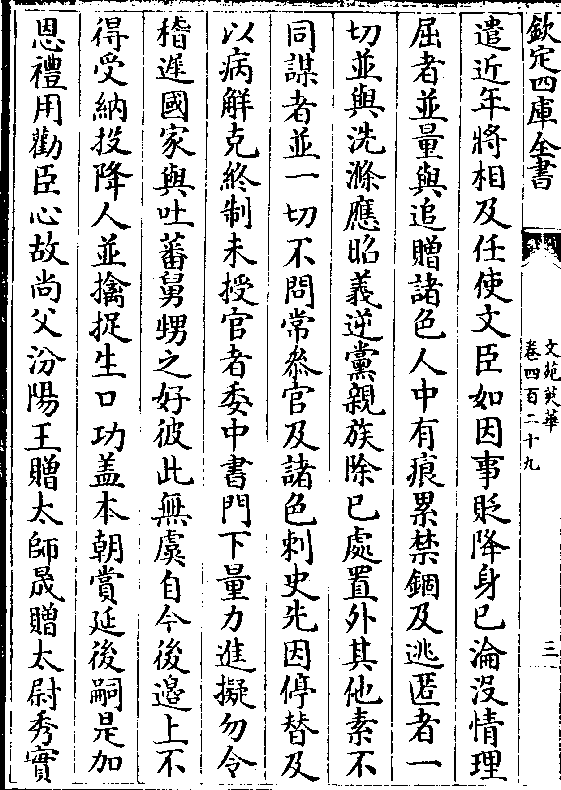 欽定四庫全書
文苑英華
卷四百二十九
三
遣近年將相及任使文臣如因事貶降身已淪沒情理
屈者並量與追贈諸色人中有痕累禁錮及逃匿者一
切並與洗滌應昭義逆黨親族除已處置外其他素不
同謀者並一切不問常叅官及諸色刺史先因停替及
以病解克終制未授官者委中書門下量力進擬勿令
稽遲國家與吐蕃舅甥之好彼此無虞自今後邉上不
得受納投降人並擒捉生口功盖本朝賞延後嗣是加
恩禮用勸臣心故尚父汾陽王贈太師晟贈太尉秀實